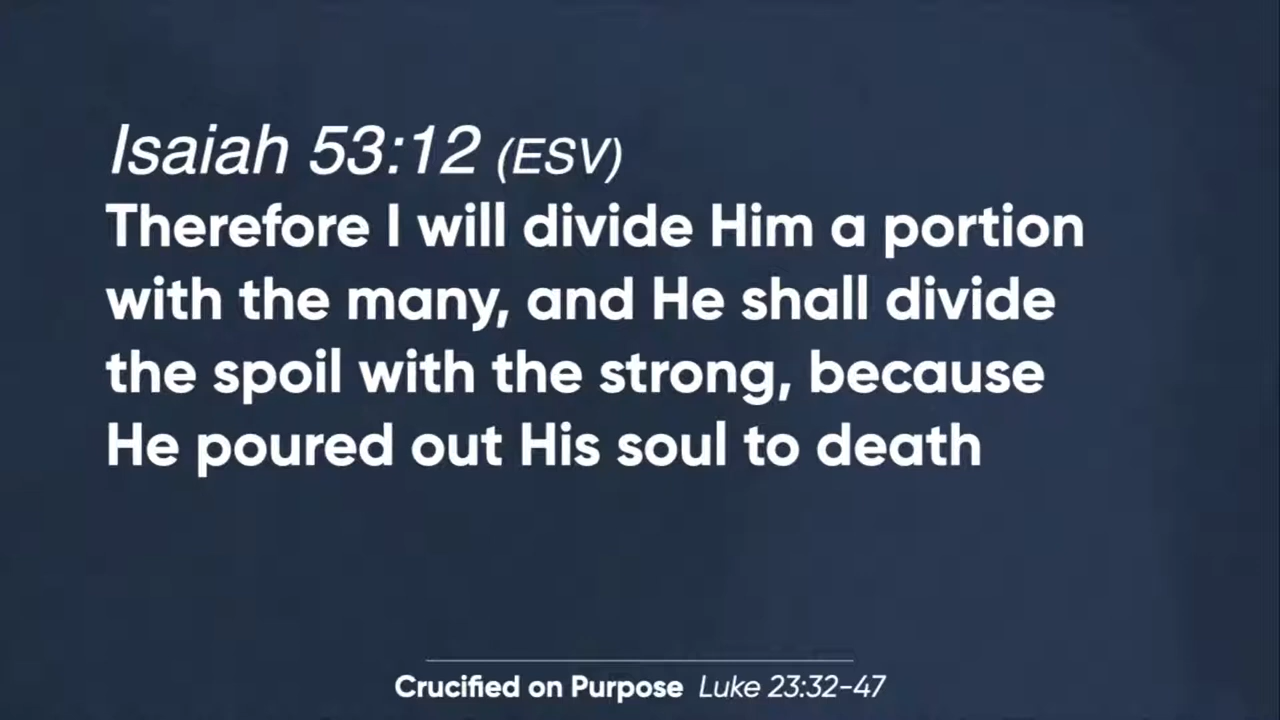 Isaiah 53:12 (ESV)
Therefore I will divide Him a portion
with the many, and He shall divide
the spoil with the strong, because
He poured out His soul to death
Crucified on Purpose Luke 23:32-47